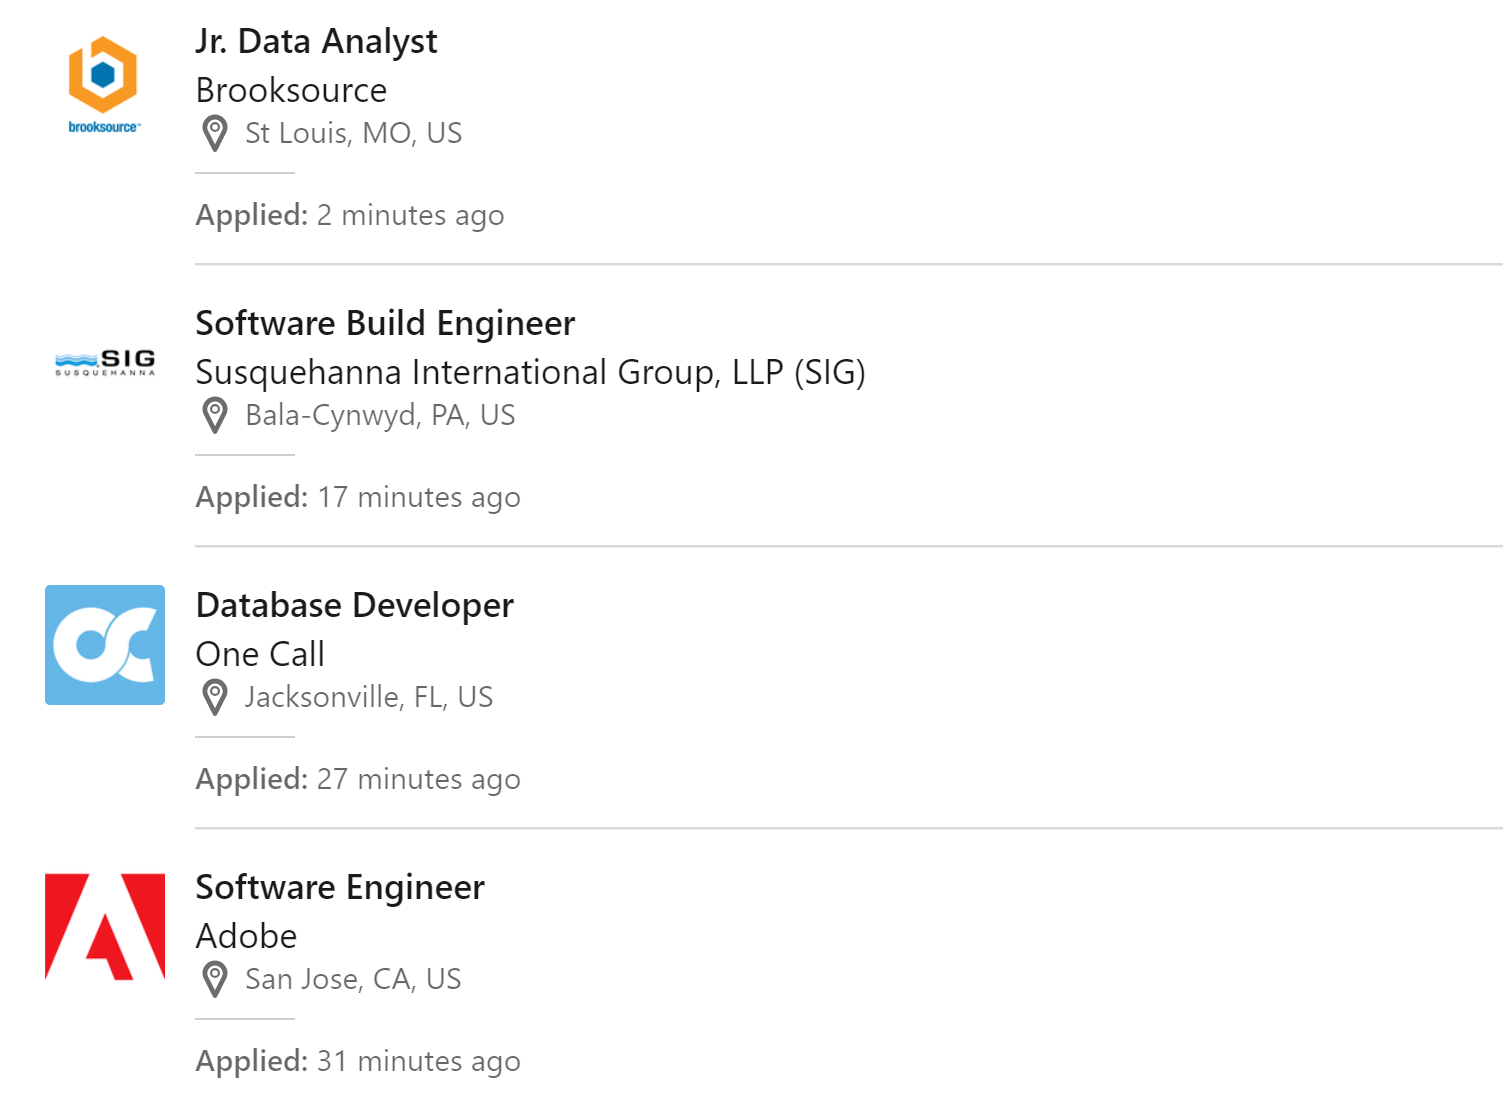 Jr. Data Analyst
Brooksource
brooksource™
St Louis, MO, US
Applied: 2 minutes ago
Software Build Engineer
SIG
SUSQUEHANNA
Susquehanna International Group, LLP (SIG)
Bala-Cynwyd, PA, US
Applied: 17 minutes ago
Database Developer
OC
One Call
Jacksonville, FL, US
Applied: 27 minutes ago
Software Engineer
Adobe
San Jose, CA, US
Applied: 31 minutes ago